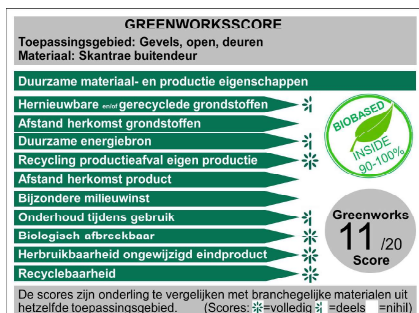 GREENWORKSSCORE
Toepassingsgebied: Gevels, open, deuren
Materiaal: Skantrae buitendeur
Duurzame materiaal- en productie eigenschappen
Hernieuwbare en/of gerecyclede grondstoffen
Afstand herkomst grondstoffen
Duurzame energiebron
Recycling productieafval eigen productie
Afstand herkomst product
Bijzondere milieuwinst
Onderhoud tijdens gebruik
Biologisch afbreekbaar
Herbruikbaarheid ongewijzigd eindproduct
Recyclebaarheid
BIOBASED
INSIDE
90-100%
Greenworks
11 /20
Score
De scores zijn onderling te vergelijken met branchegelijke materialen uit
hetzelfde toepassingsgebied. (Scores: =volledig =deels =nihil)